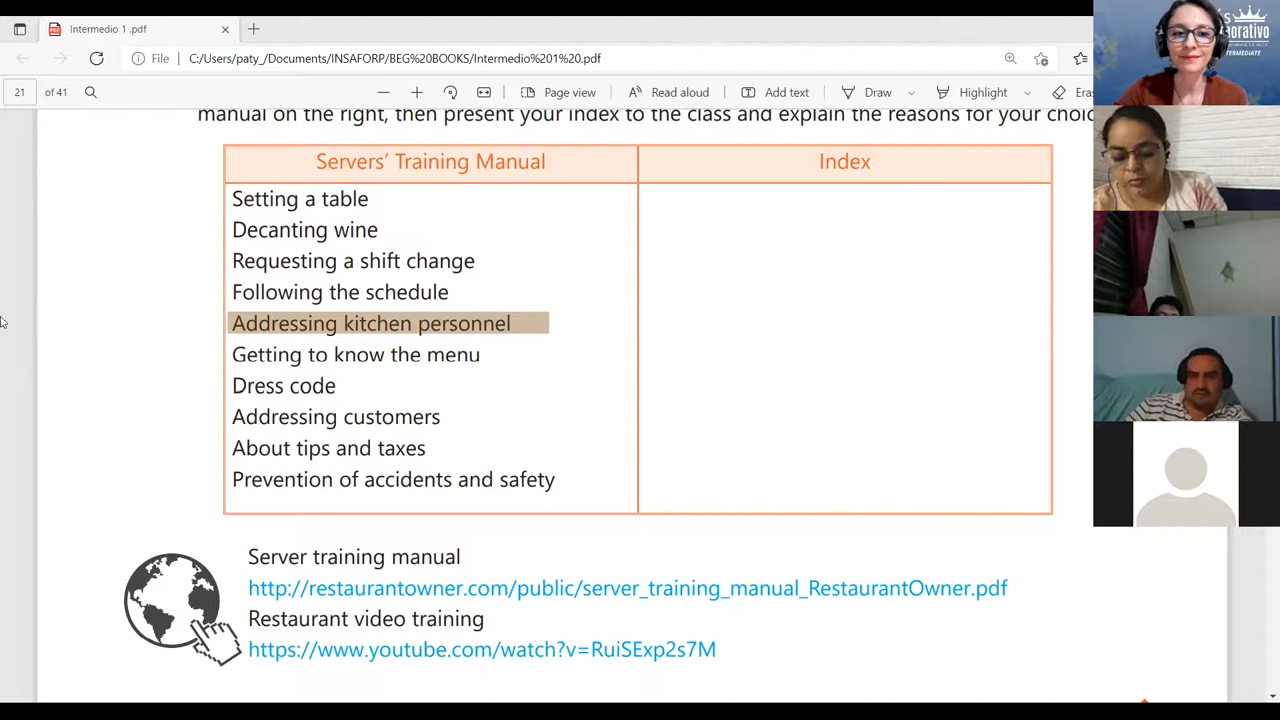 Intermedio 1 .pdf
File
C:/Users/paty_/Documents/INSAFORP/BEG%20BOOKS/Intermedio%201%20.pdf
21 of 41
Page view
Read aloud
Add text
Draw
Highlight
manual on the right, then present your index to the class and explain the reasons for your
Servers' Training Manual
Index
Setting a table
Decanting wine
Requesting a shift change
Following the schedule
Addressing kitchen personnel
Getting to know the menu
Dress code
Addressing customers
About tips and taxes
Prevention of accidents and safety
Server training manual
http://restaurantowner.com/public/server_training_manual_RestaurantOwner.pdf
Restaurant video training
https://www.youtube.com/watch?v=RuiSExp2s7M